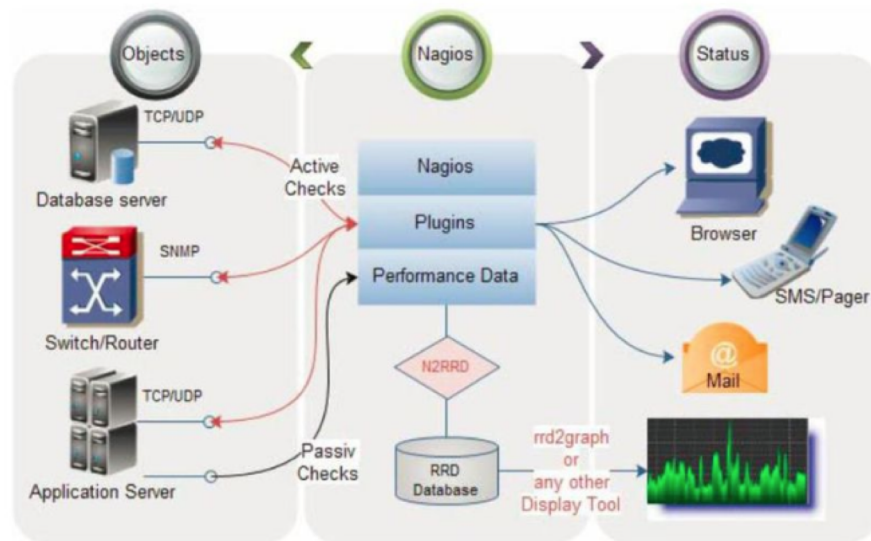 Objects
Nagios
Status
TCP/UDP
Database server
SNMP
Switch/Router
TCP/UDP
Application Server
Active
Checks
Passiv
Checks
Nagios
Plugins
Performance Data
N2RRD
RRD
Database
rrd2graph
or
any other
Display Tool
Browser
SMS/Pager
@
Mail